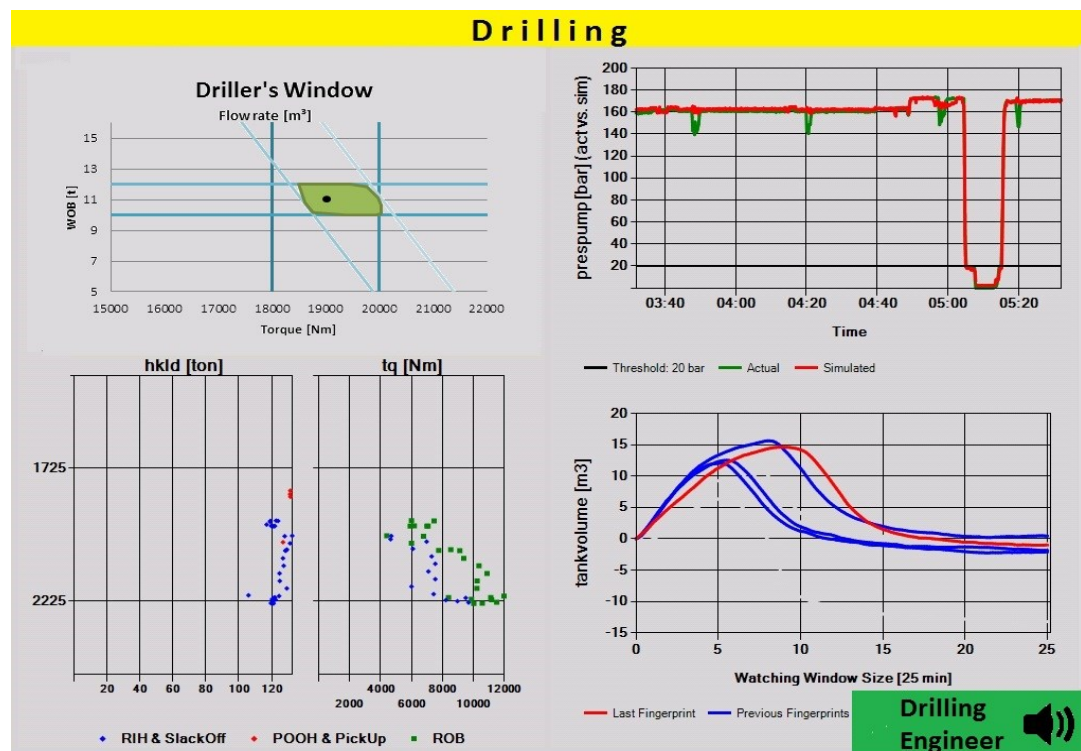 Drilling
Driller's Window
Flow rate [m³]
WOB [t]
15
13
11
9
7
5
15000 16000 17000 18000 19000 20000 21000 22000
Torque [Nm]
prespump [bar] (act vs. sim)
200
180
160
140
120
100
80
60
40
20
03:40 04:00 04:20 04:40 05:00 05:20
Time
Threshold: 20 bar Actual Simulated
hkld [ton] tq [Nm]
1725
2225
20 40 60 80 100 120
4000 8000 12000
2000 6000 10000
RIH & SlackOff POOH & PickUp ROB
tankvolume [m3]
20
15
10
5
0
-5
-10
-15
0 5 10 15 20 25
Watching Window Size [25 min]
Last Fingerprint Previous Fingerprints
Drilling
Engineer